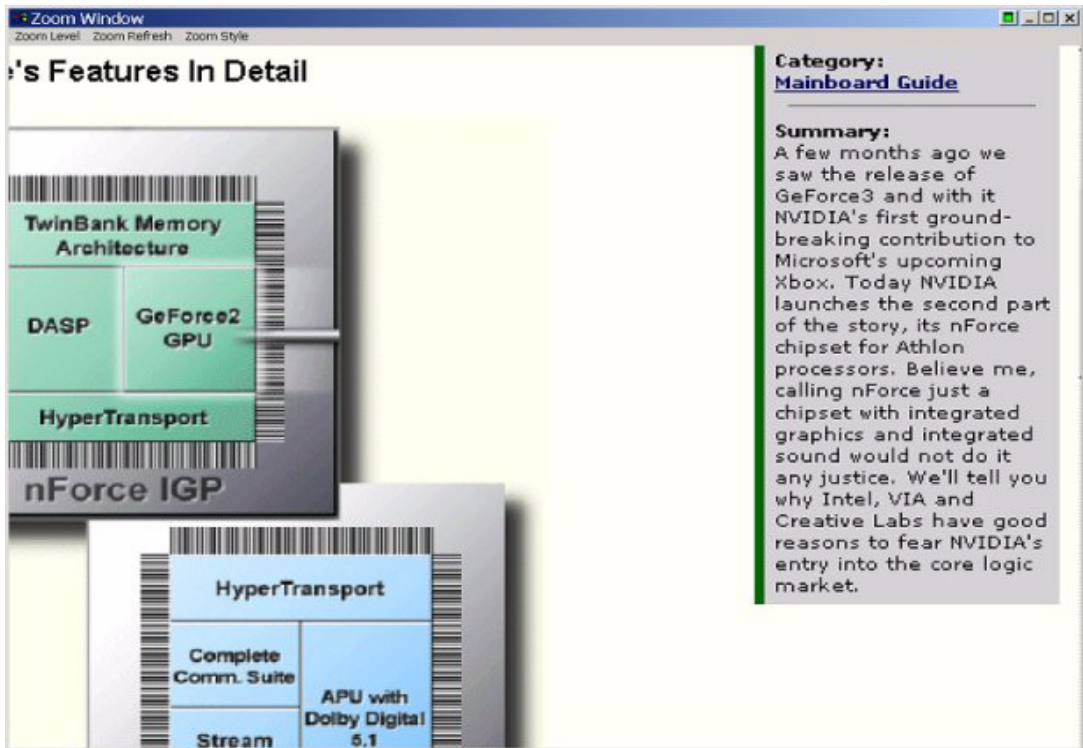 Zoom Window
Zoom Level Zoom Refresh Zoom Style
's Features In Detail
TwinBank Memory
Architecture
DASP
GeForce2
GPU
HyperTransport
nForce IGP
HyperTransport
Complete
Comm. Suite
APU with
Dolby Digital
5.1
Stream
Category:
Mainboard Guide
Summary:
A few months ago we
saw the release of
GeForce3 and with it
NVIDIA's first ground-
breaking contribution to
Microsoft's upcoming
Xbox. Today NVIDIA
launches the second part
of the story, its nForce
chipset for Athlon
processors. Believe me,
calling nForce just a
chipset with integrated
graphics and integrated
sound would not do it
any justice. We'll tell you
why Intel, VIA and
Creative Labs have good
reasons to fear NVIDIA's
entry into the core logic
market.